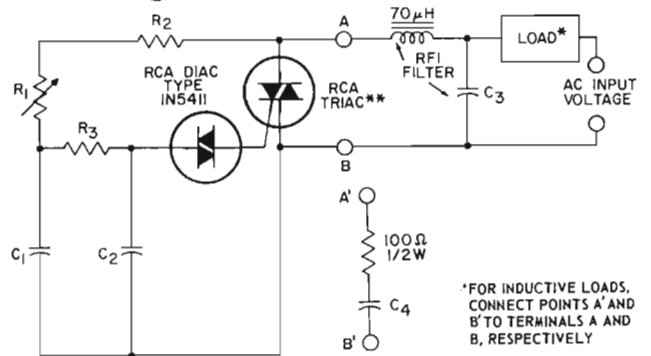 R2
A
70µH
LOAD*
RFI
FILTER
R1
RCA DIAC
TYPE
IN5411
RCA
TRIAC**
C3
AC INPUT
VOLTAGE
R3
B
A'
C1
C2
100Ω
1/2W
C4
B'
*FOR INDUCTIVE LOADS,
CONNECT POINTS A' AND
B' TO TERMINALS A AND
B, RESPECTIVELY